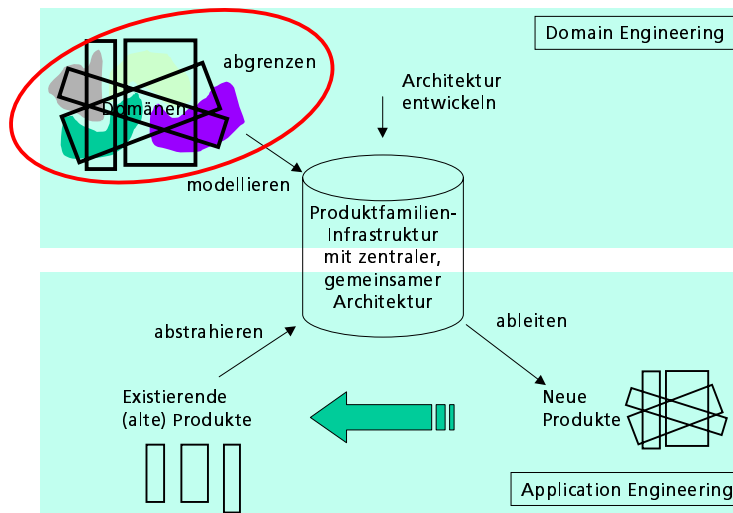 Domain Engineering
abgrenzen
Domänen
Architektur
entwickeln
modellieren
Produktfamilien-
Infrastruktur
mit zentraler,
gemeinsamer
Architektur
abstrahieren
ableiten
Existierende
(alte) Produkte
Neue
Produkte
Application Engineering